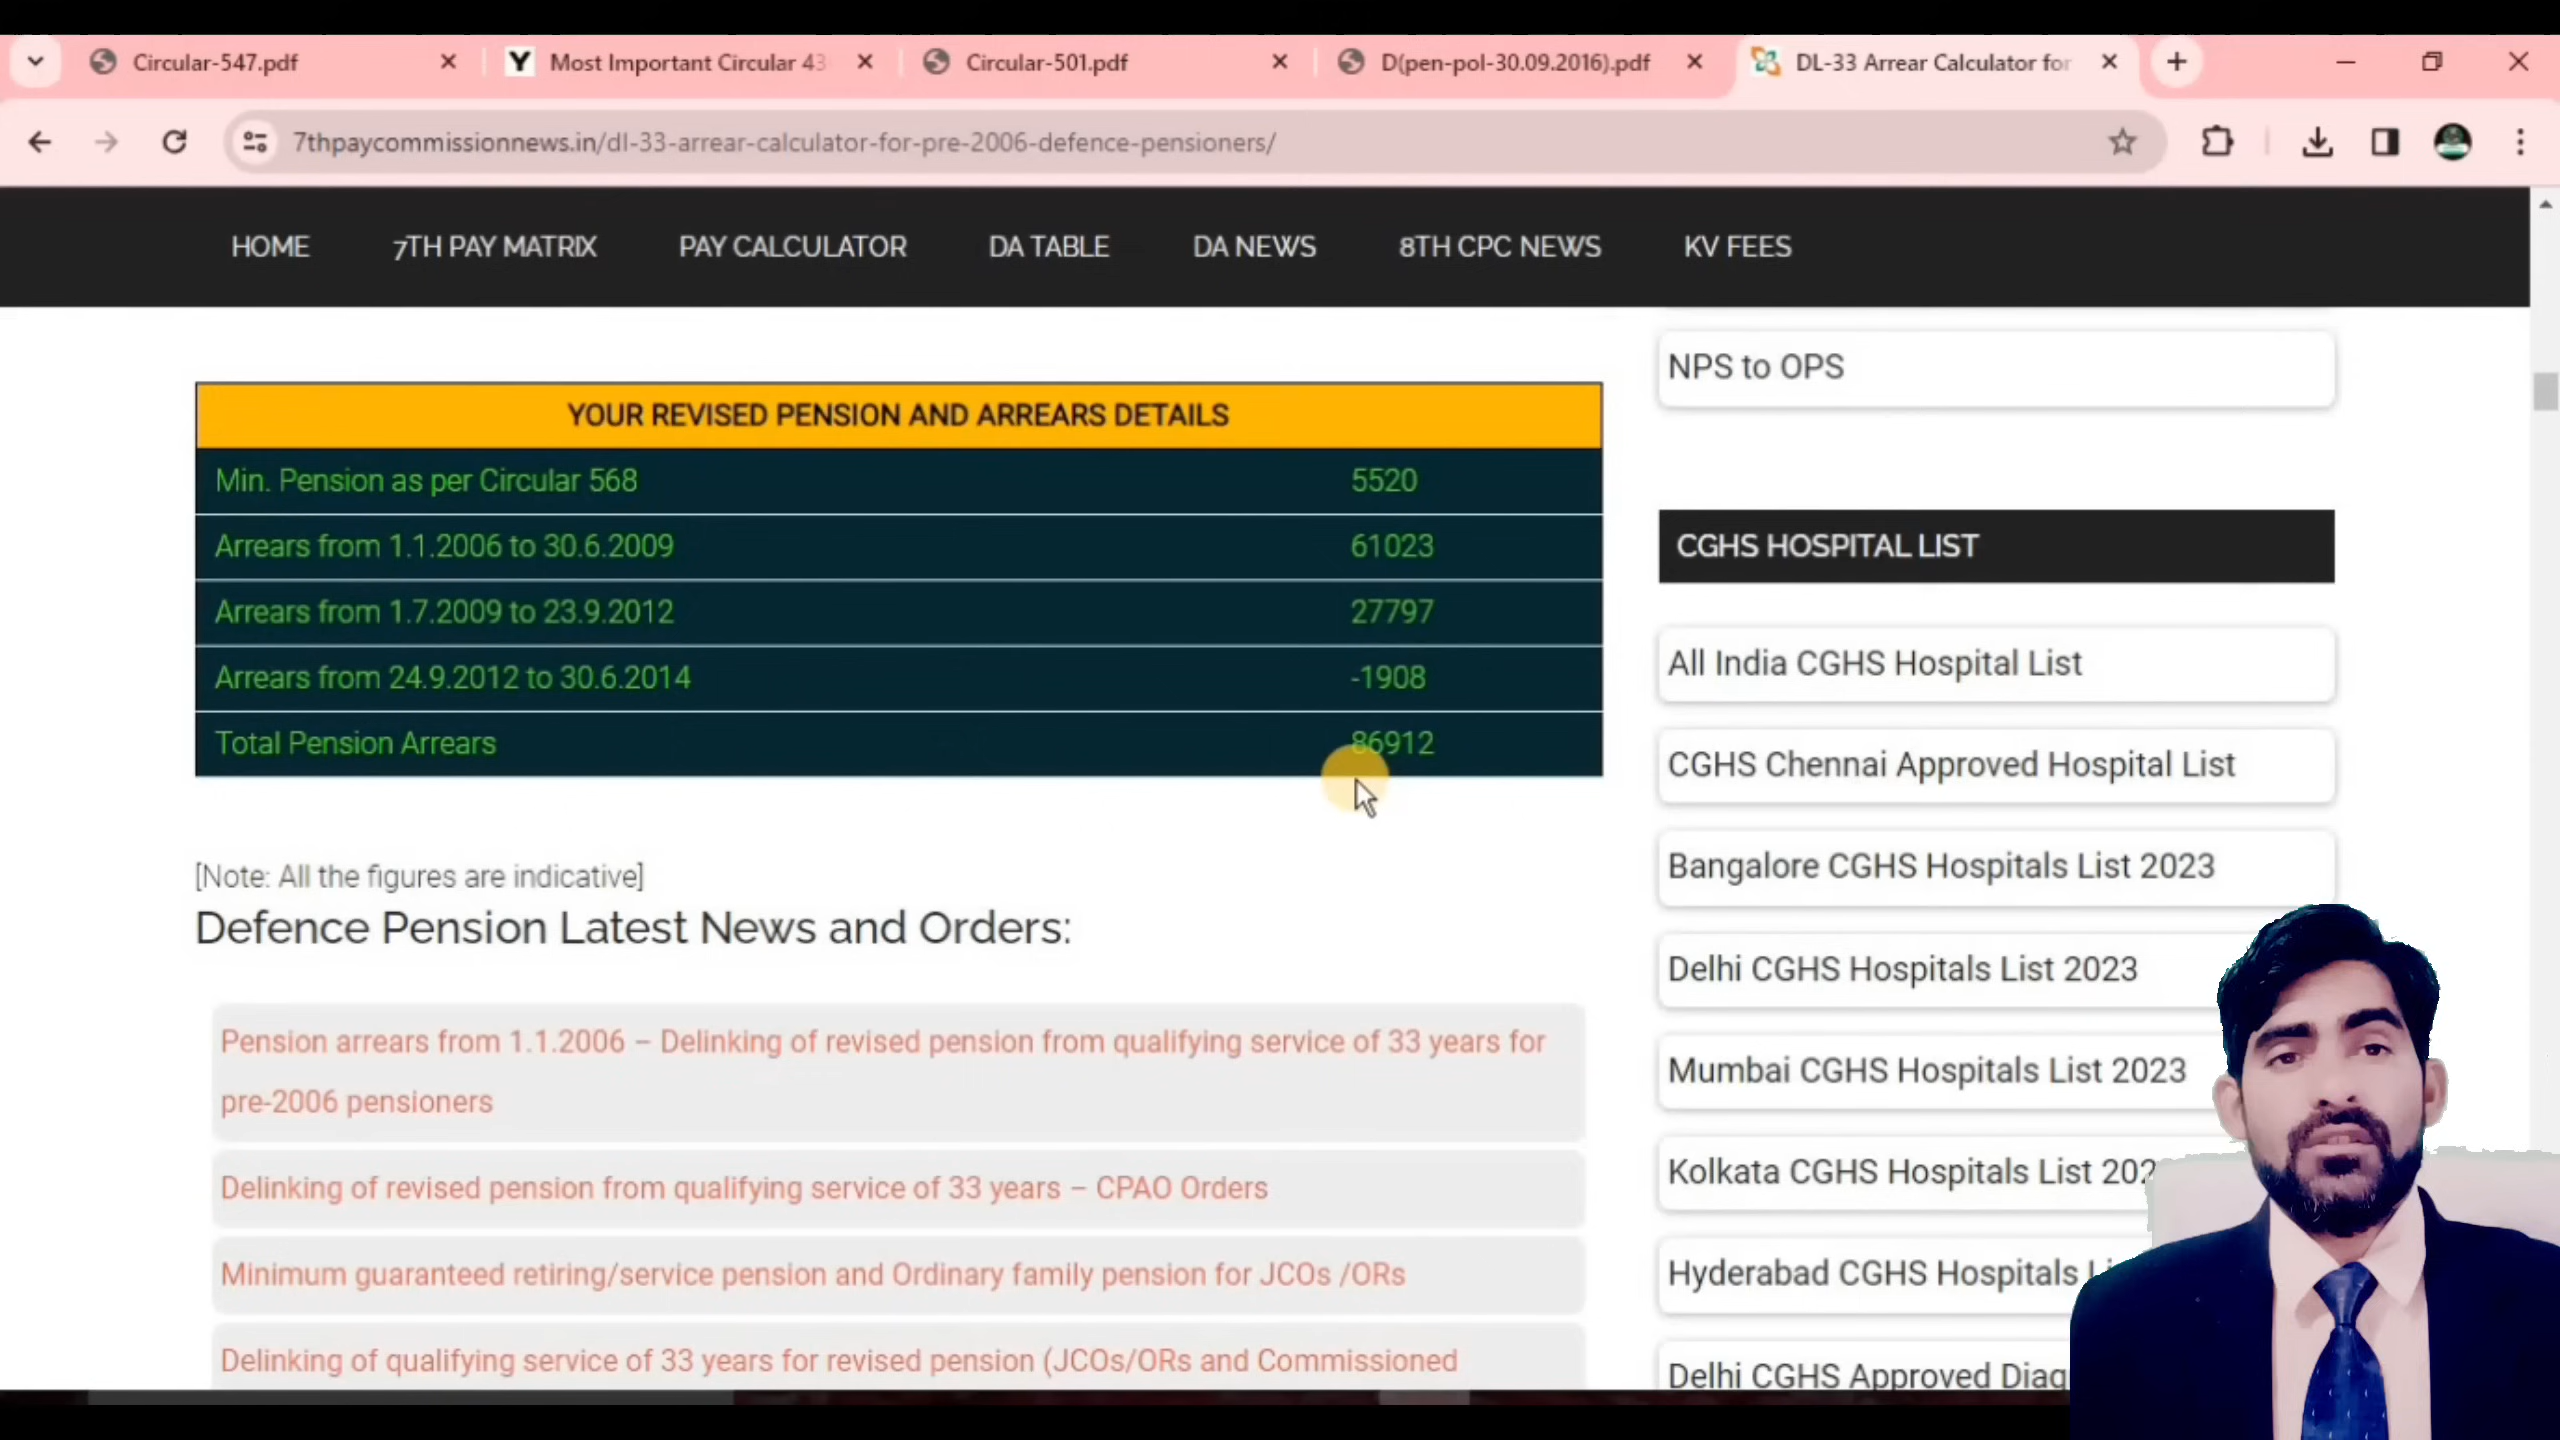 Circular-547.pdf
Most Important Circular 43
Circular-501.pdf
D(pen-pol-30.09.2016).pdf
DL-33 Arrear Calculator for
7thpaycommissionnews.in/dl-33-arrear-calculator-for-pre-2006-defence-pensioners/
HOME 7TH PAY MATRIX PAY CALCULATOR DA TABLE DA NEWS 8TH CPC NEWS KV FEES
YOUR REVISED PENSION AND ARREARS DETAILS
Min. Pension as per Circular 568 5520
Arrears from 1.1.2006 to 30.6.2009 61023
Arrears from 1.7.2009 to 23.9.2012 27797
Arrears from 24.9.2012 to 30.6.2014 -1908
Total Pension Arrears 86912
[Note: All the figures are indicative]
Defence Pension Latest News and Orders:
Pension arrears from 1.1.2006 – Delinking of revised pension from qualifying service of 33 years for
pre-2006 pensioners
Delinking of revised pension from qualifying service of 33 years – CPAO Orders
Minimum guaranteed retiring/service pension and Ordinary family pension for JCOs /ORs
Delinking of qualifying service of 33 years for revised pension (JCOs/ORs and Commissioned
NPS to OPS
CGHS HOSPITAL LIST
All India CGHS Hospital List
CGHS Chennai Approved Hospital List
Bangalore CGHS Hospitals List 2023
Delhi CGHS Hospitals List 2023
Mumbai CGHS Hospitals List 2023
Kolkata CGHS Hospitals List 202
Hyderabad CGHS Hospitals
Delhi CGHS Approved Diag